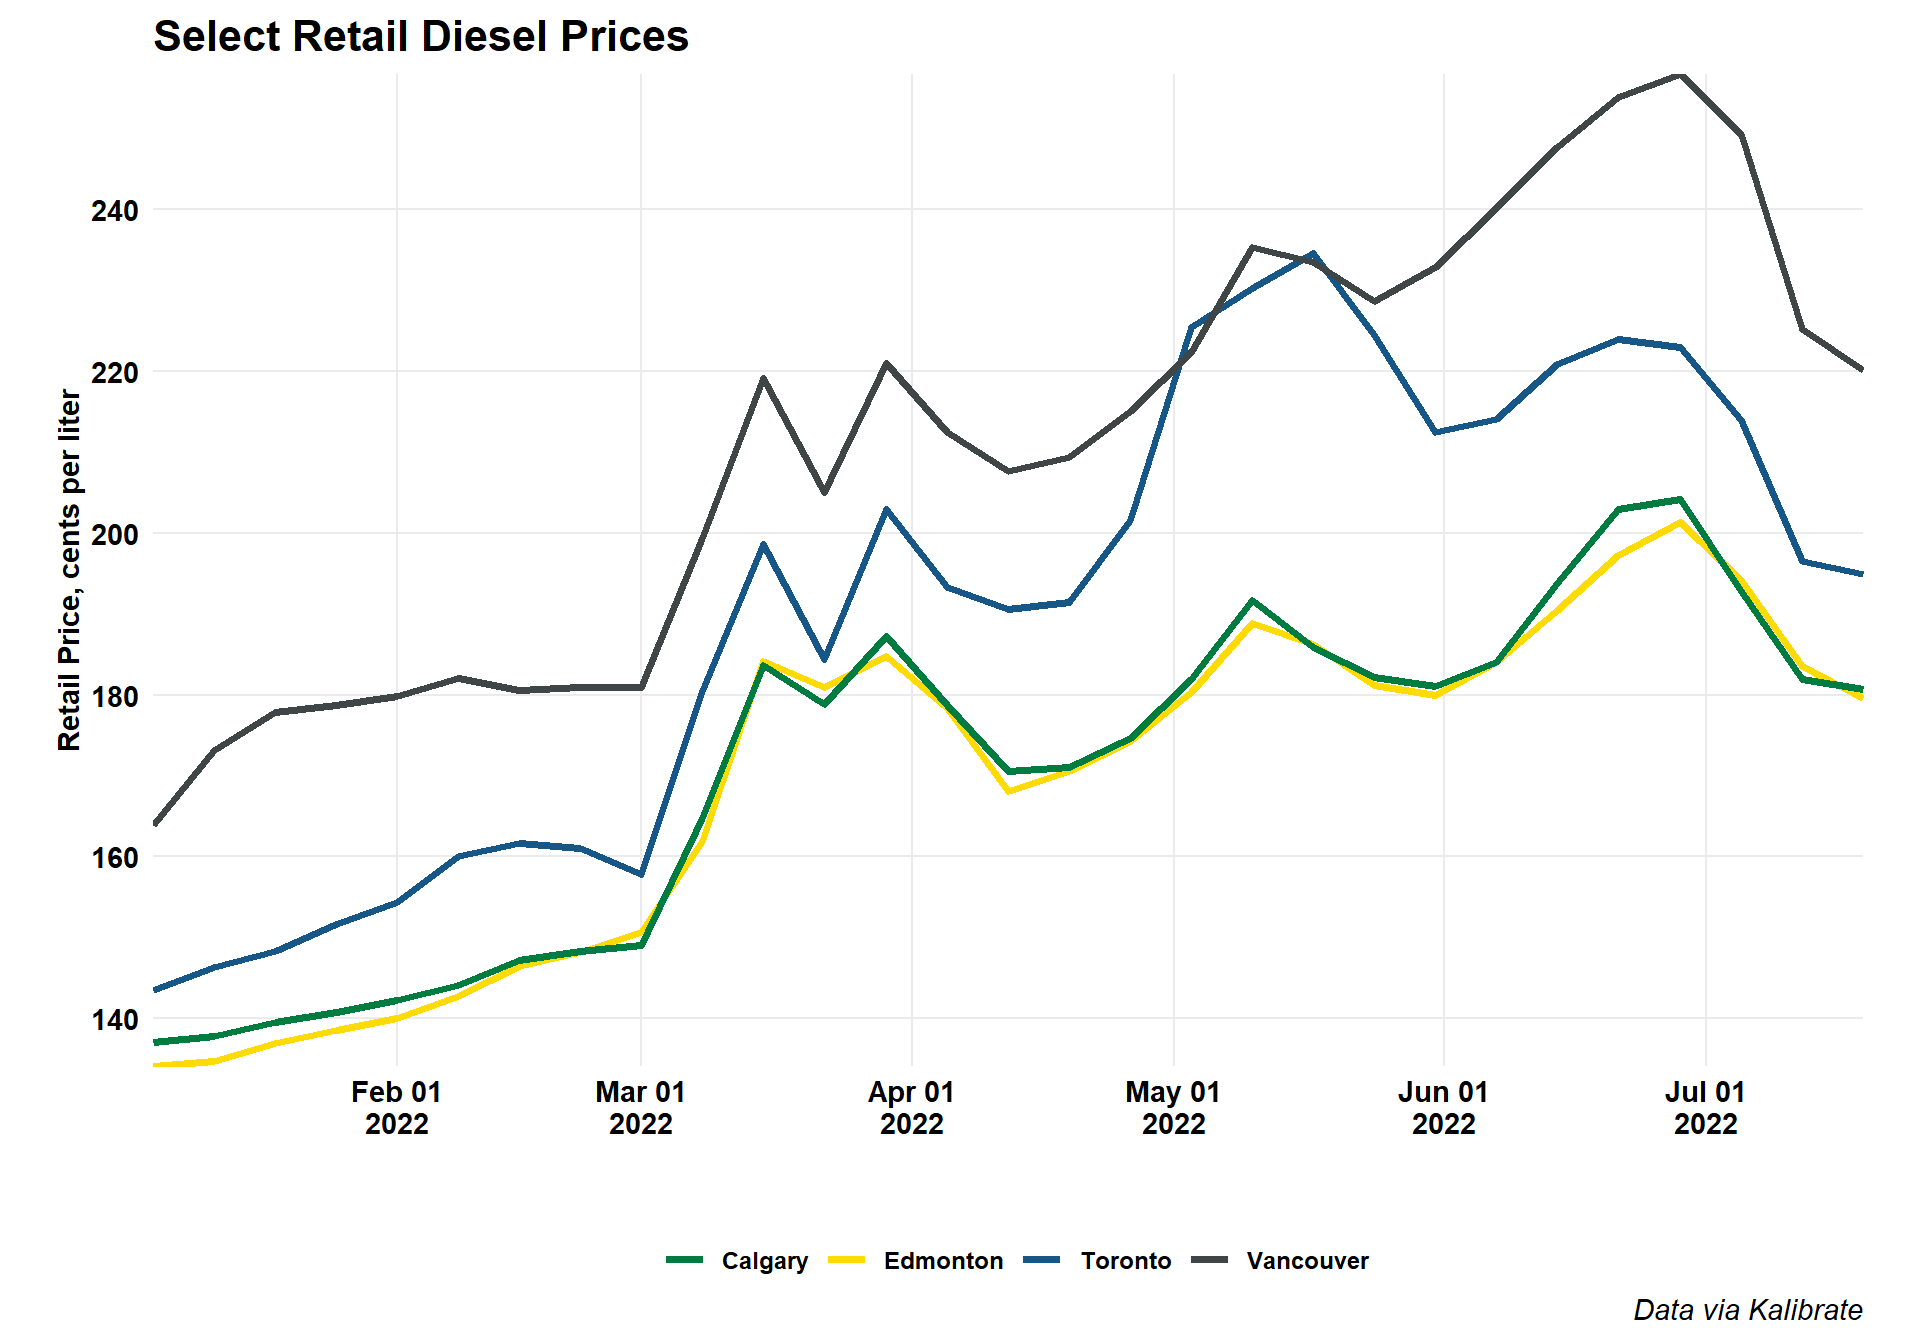 Select Retail Diesel Prices
Retail Price, cents per liter
240
220
200
180
160
140
Feb 01
2022
Mar 01
2022
Apr 01
2022
May 01
2022
Jun 01
2022
Jul 01
2022
Calgary
Edmonton
Toronto
Vancouver
Data via Kalibrate